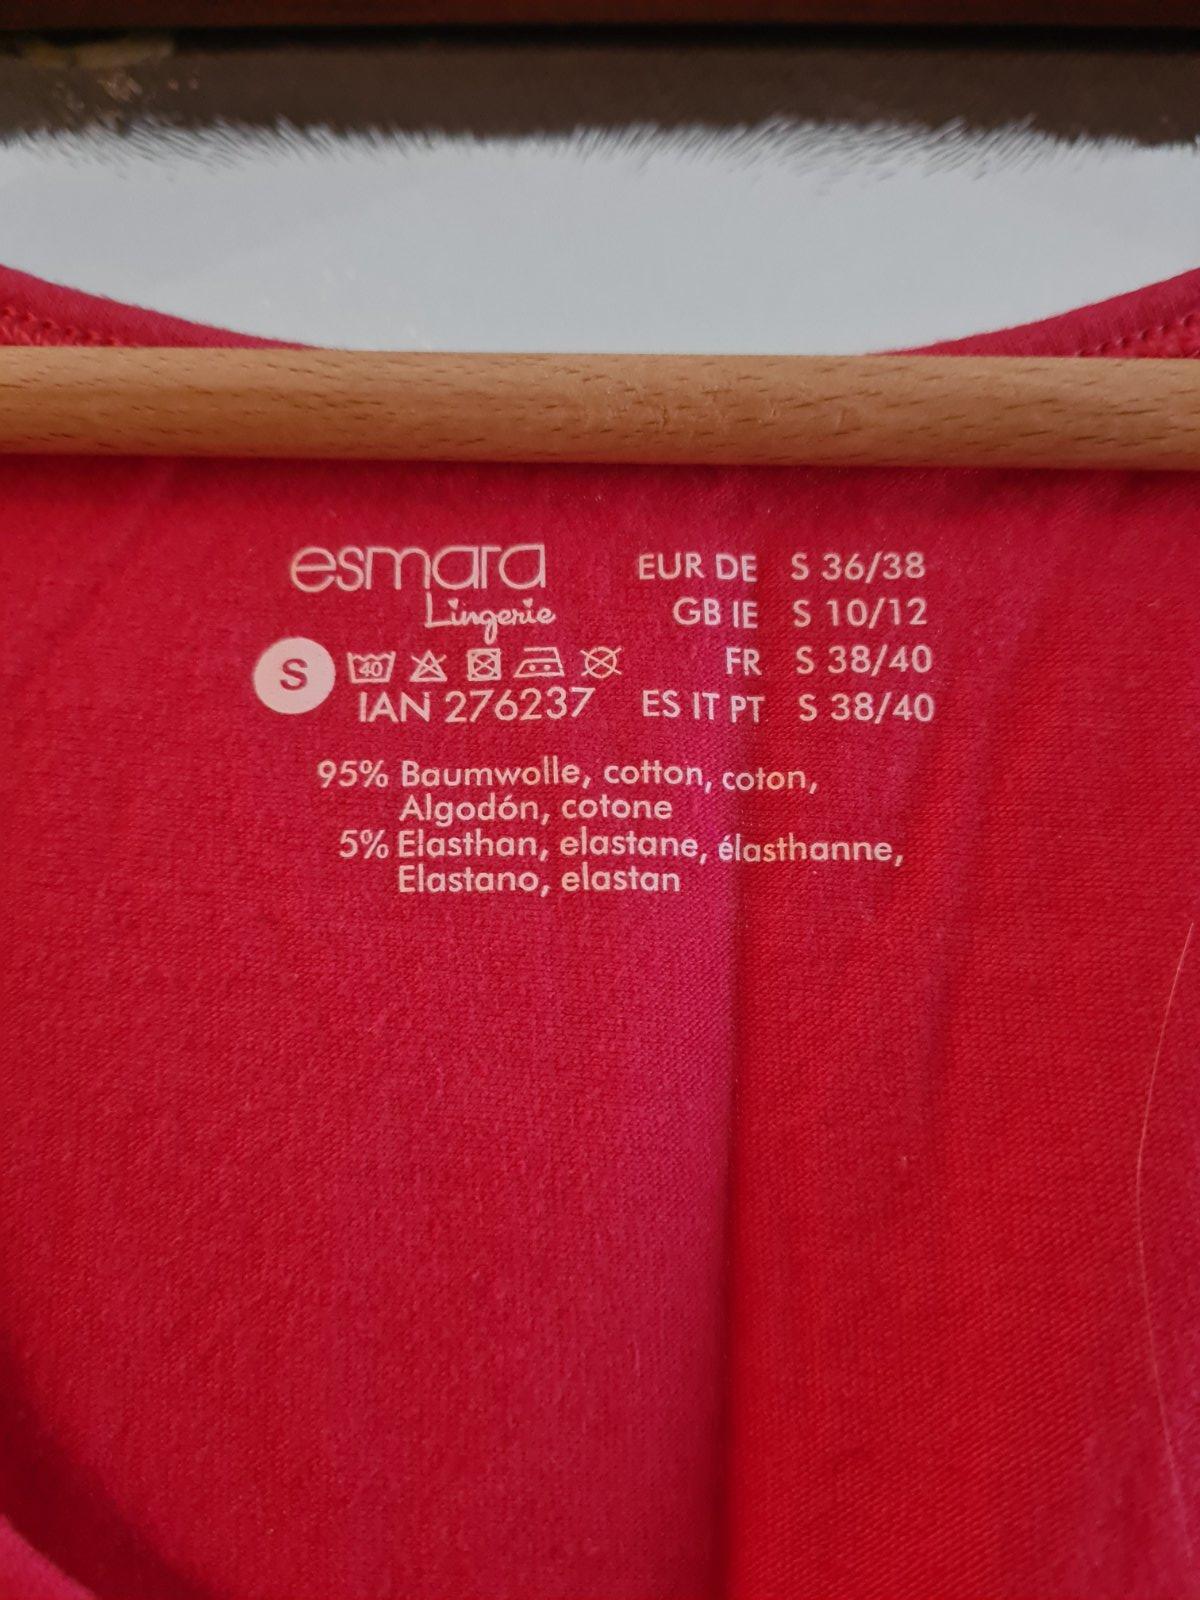 esmara
Lingerie
EUR DE S 36/38
GB IE S 10/12
FR S 38/40
ES IT PT S 38/40
S 40
IAN 276237
95% Baumwolle, cotton, coton,
Algodón, cotone
5% Elasthan, elastane, élasthanne,
Elastano, elastan